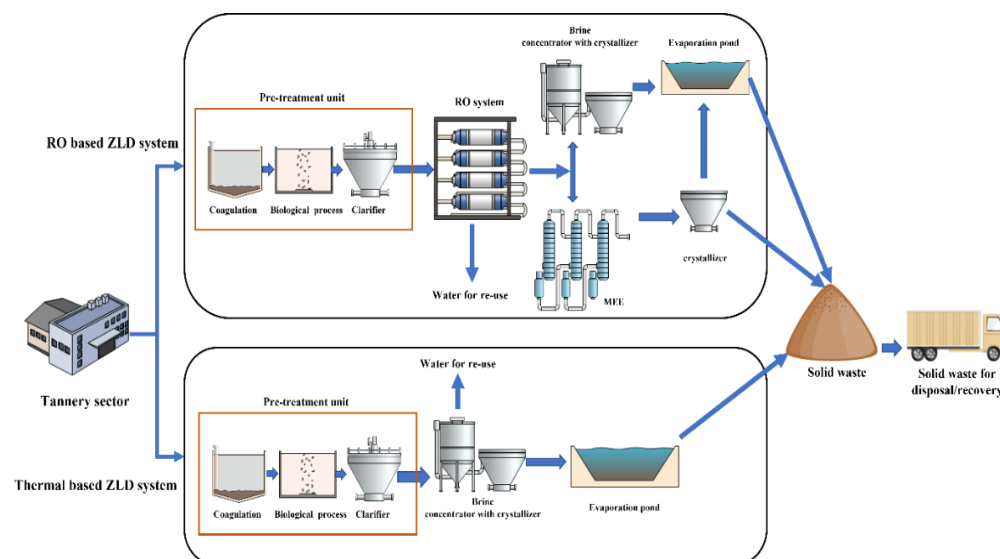 Brine
concentrator with crystallizer
Evaporation pond
Pre-treatment unit
RO system
RO based ZLD system
Coagulation
Biological process
Clarifier
crystallizer
MEE
Water for re-use
Tannery sector
Solid waste
Solid waste for
disposal/recovery
Water for re-use
Pre-treatment unit
Thermal based ZLD system
Coagulation
Biological process
Clarifier
Brine
concentrator with crystallizer
Evaporation pond